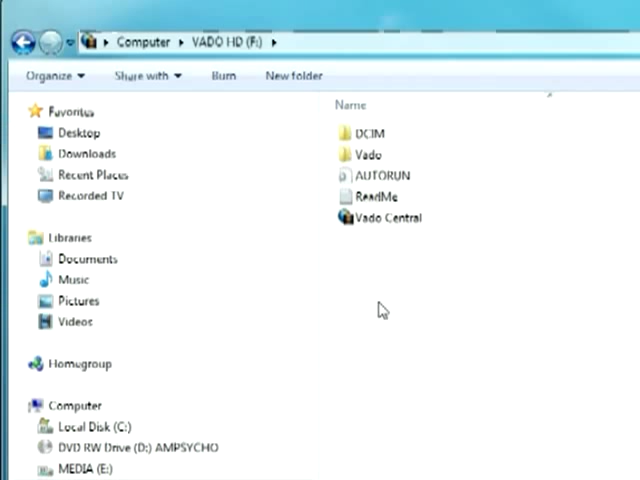 Computer VADO HD (F:)
Organize Share with Burn New folder
Name
Favorites
Desktop
Downloads
Recent Places
Recorded TV
Libraries
Documents
Music
Pictures
Videos
Homegroup
Computer
Local Disk (C:)
DVD RW Drive (D:) AMPSYCHO
MEDIA (E:)
DCIM
Vado
AUTORUN
ReadMe
Vado Central